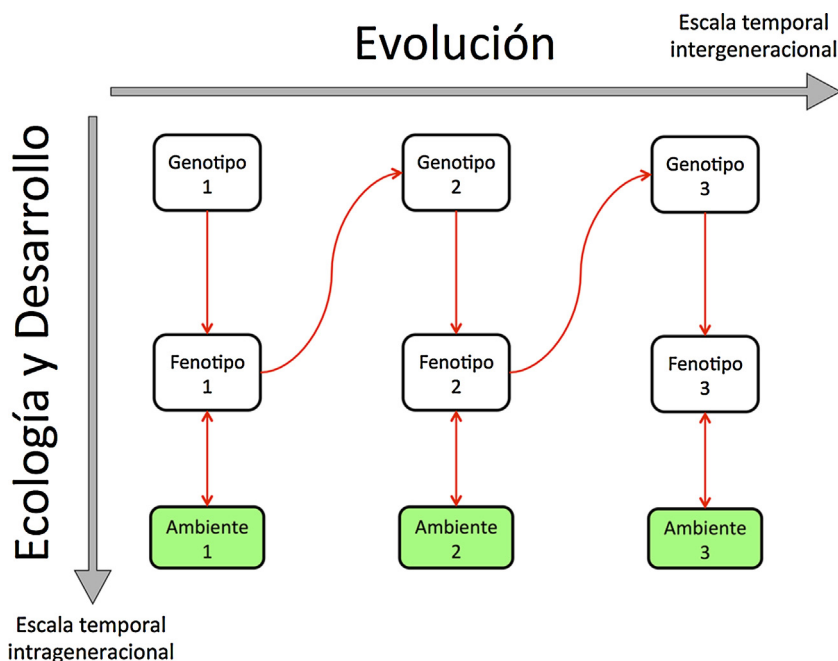 Evolución
Escala temporal
intergeneracional
Ecología y Desarrollo
Genotipo
1
Genotipo
2
Genotipo
3
Fenotipo
1
Fenotipo
2
Fenotipo
3
Ambiente
1
Ambiente
2
Ambiente
3
Escala temporal
intrageneracional